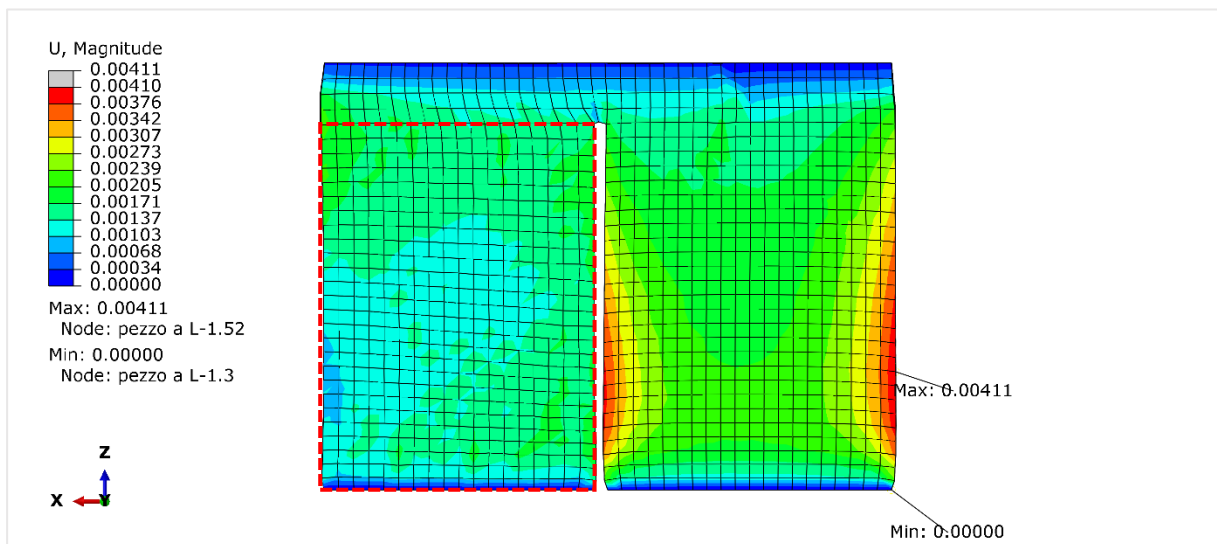 U, Magnitude
0.00411
0.00410
0.00376
0.00342
0.00307
0.00273
0.00239
0.00205
0.00171
0.00137
0.00103
0.00068
0.00034
0.00000
Max: 0.00411
Node: pezzo a L-1.52
Min: 0.00000
Node: pezzo a L-1.3
Max: 0.00411
Z
X
Y
Min: 0.00000